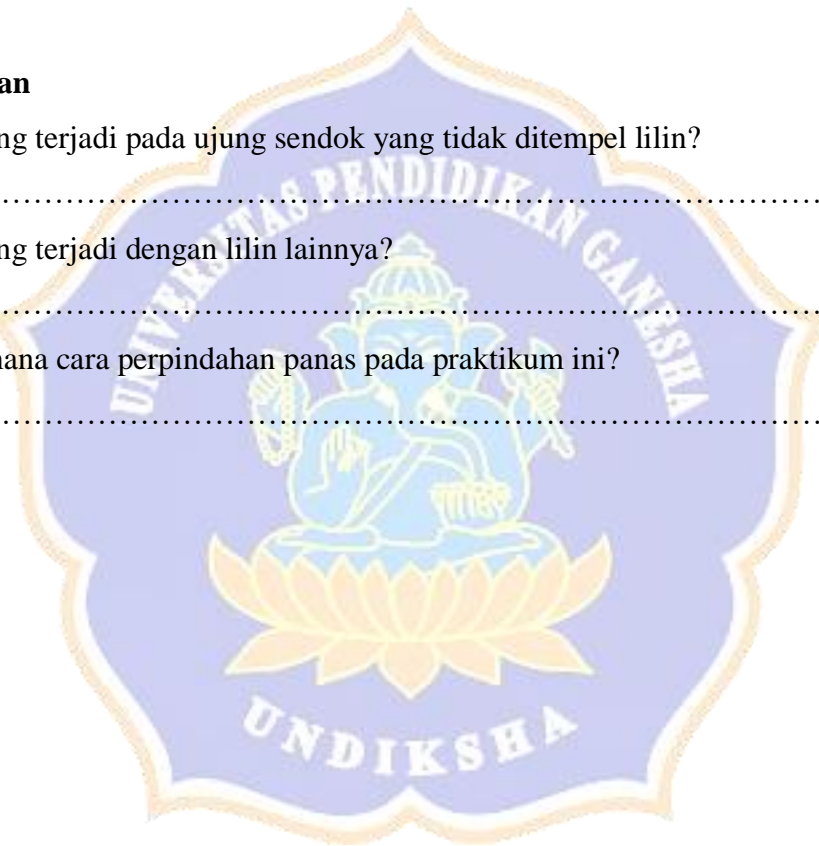 an
ng terjadi pada ujung sendok yang tidak ditempel lilin?
……………………………………………………………………
ng terjadi dengan lilin lainnya?
……………………………………………………………………
nana cara perpindahan panas pada praktikum ini?
……………………………………………………………………
UNIVERSITAS PENDIDIKAN GANESHA
UNDIKSHA